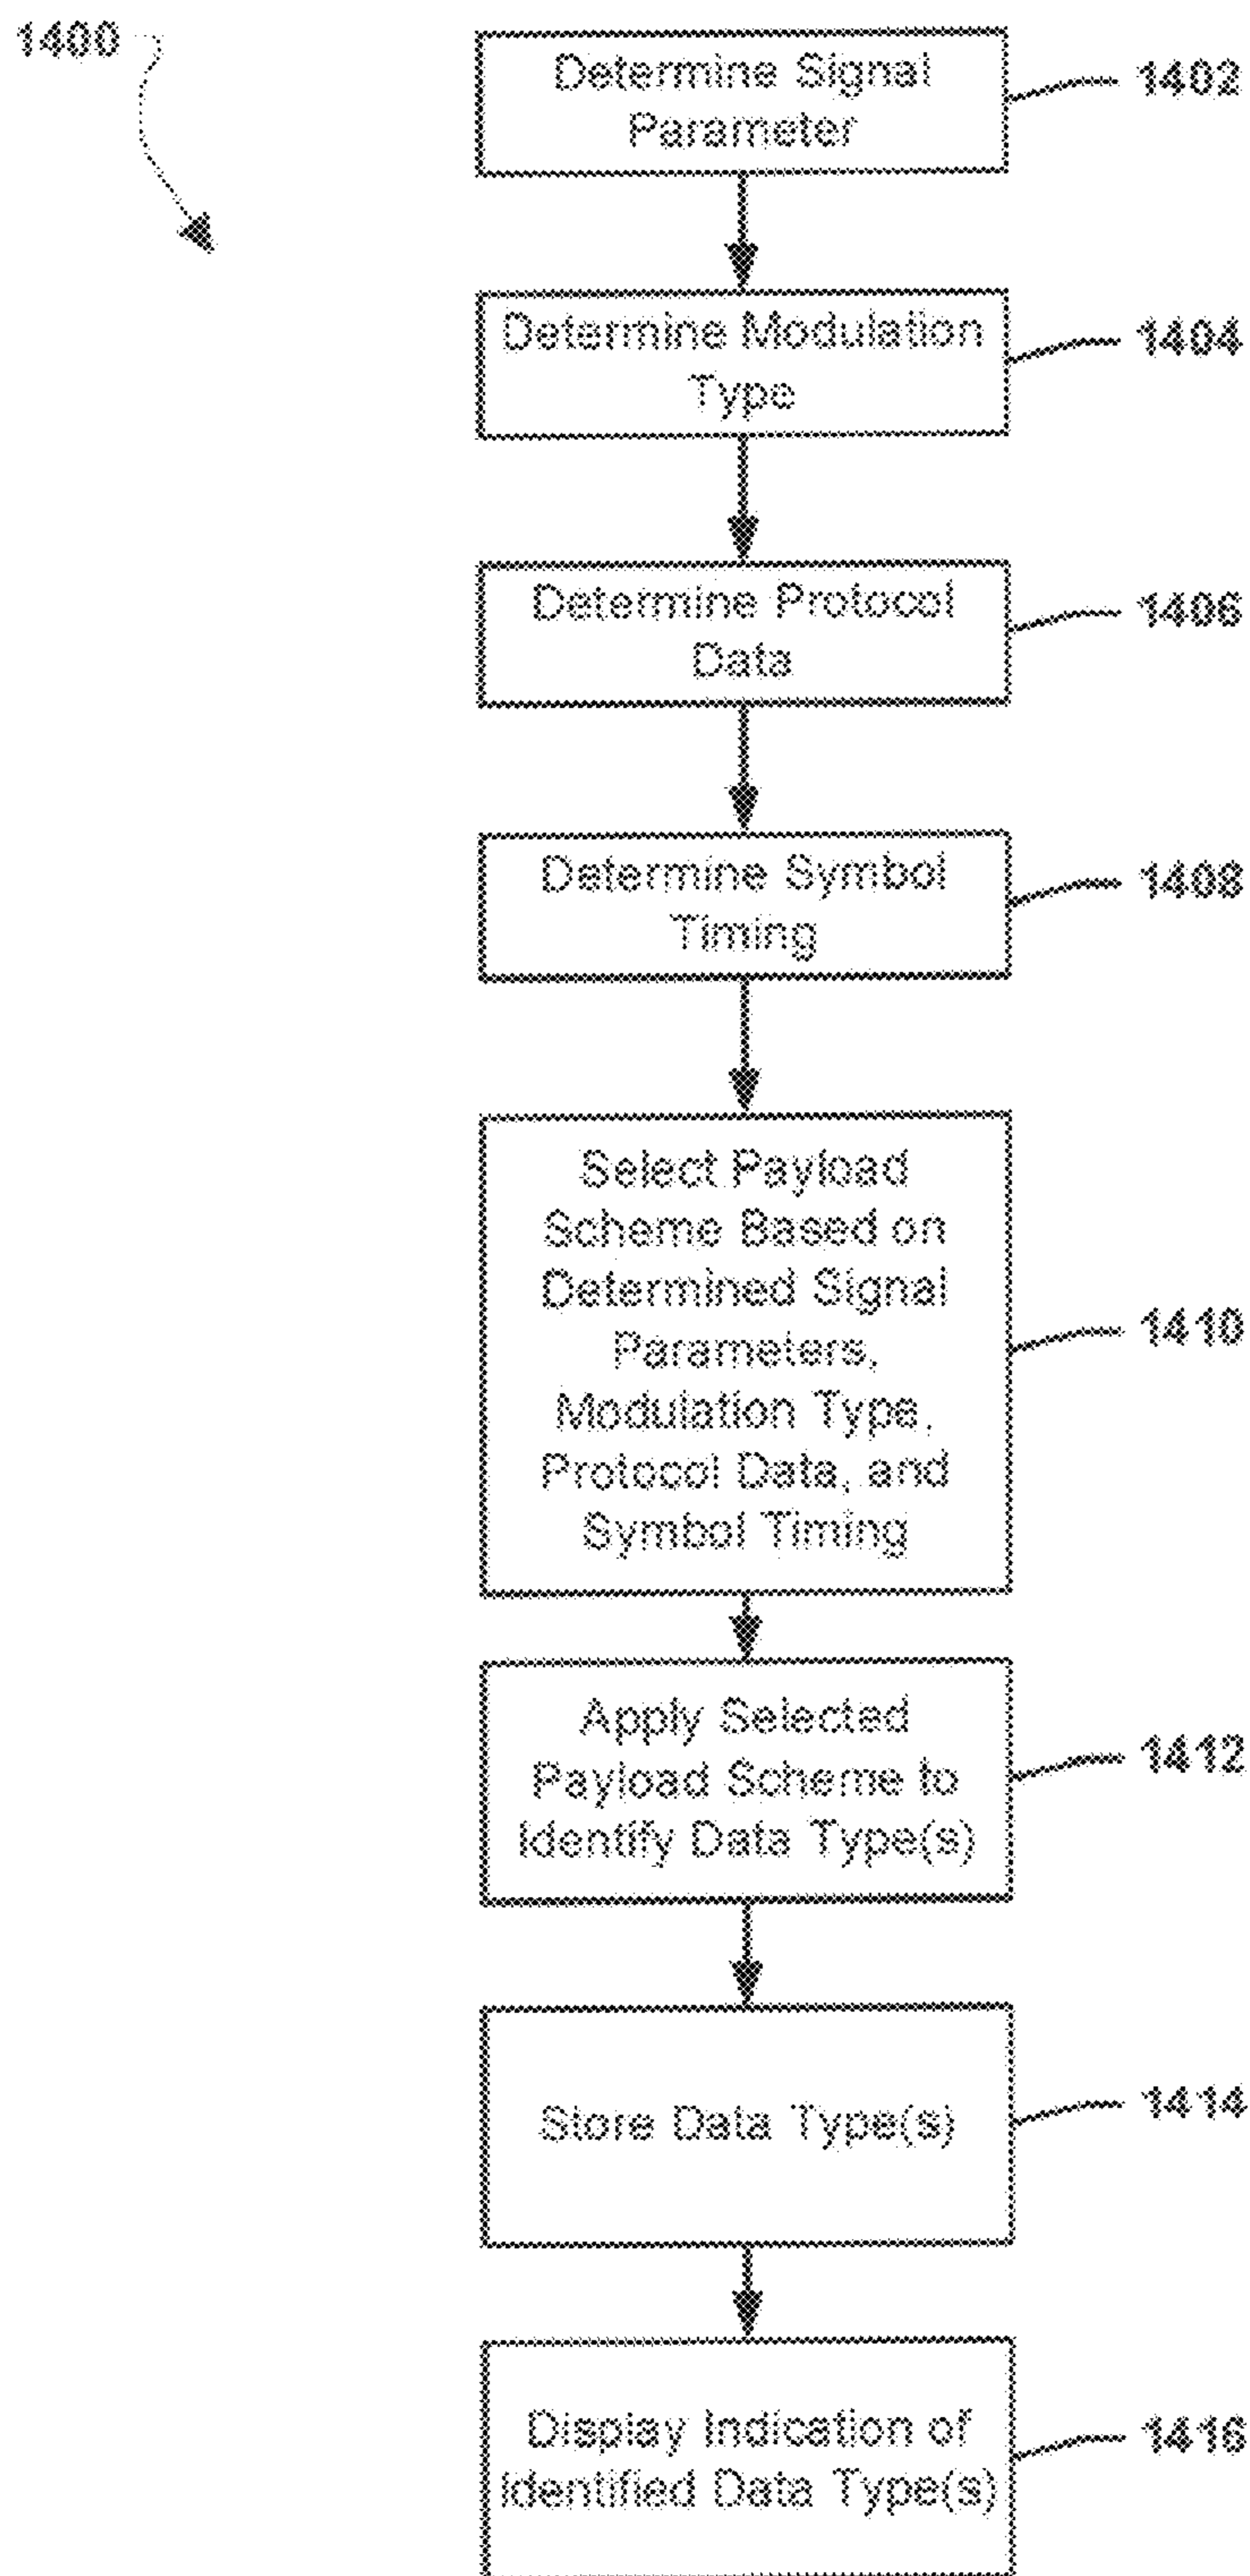 1400
Determine Signal
Parameter
1402
Determine Modulation
Type
1404
Determine Protocol
Data
1406
Determine Symbol
Timing
1408
Select Payload
Scheme Based on
Determined Signal
Parameters,
Modulation Type,
Protocol Data, and
Symbol Timing
1410
Apply Selected
Payload Scheme to
Identify Data Type(s)
1412
Store Data Type(s)
1414
Display Indication of
Identified Data Type(s)
1416